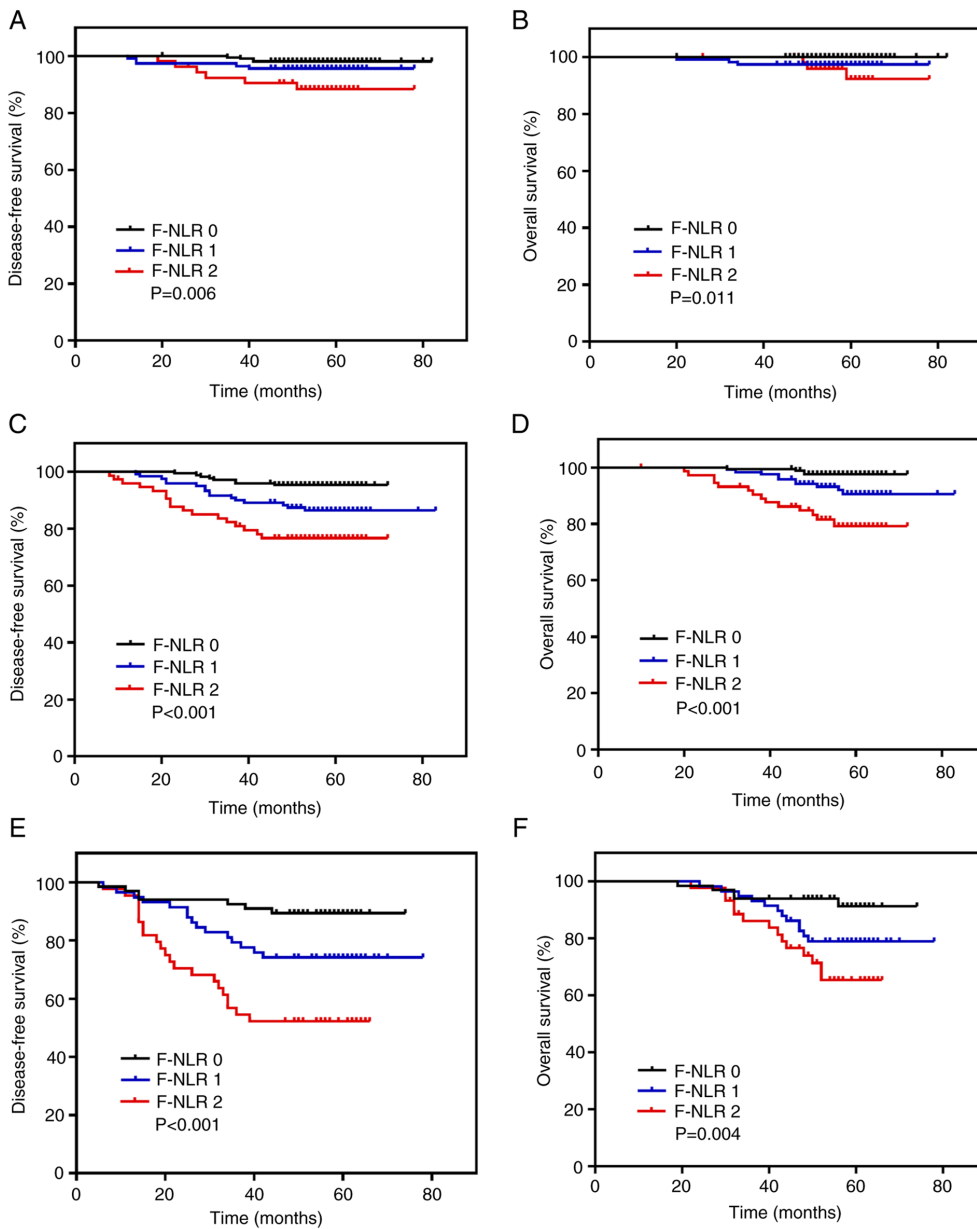 A
Disease-free survival (%)
100
80
60
40
20
0
F-NLR 0
F-NLR 1
F-NLR 2
P=0.006
0 20 40 60 80
Time (months)
B
Overall survival (%)
100
80
60
40
20
0
F-NLR 0
F-NLR 1
F-NLR 2
P=0.011
0 20 40 60 80
Time (months)
C
Disease-free survival (%)
100
80
60
40
20
0
F-NLR 0
F-NLR 1
F-NLR 2
P<0.001
0 20 40 60 80
Time (months)
D
Overall survival (%)
100
80
60
40
20
0
F-NLR 0
F-NLR 1
F-NLR 2
P<0.001
0 20 40 60 80
Time (months)
E
Disease-free survival (%)
100
80
60
40
20
0
F-NLR 0
F-NLR 1
F-NLR 2
P<0.001
0 20 40 60 80
Time (months)
F
Overall survival (%)
100
80
60
40
20
0
F-NLR 0
F-NLR 1
F-NLR 2
P=0.004
0 20 40 60 80
Time (months)